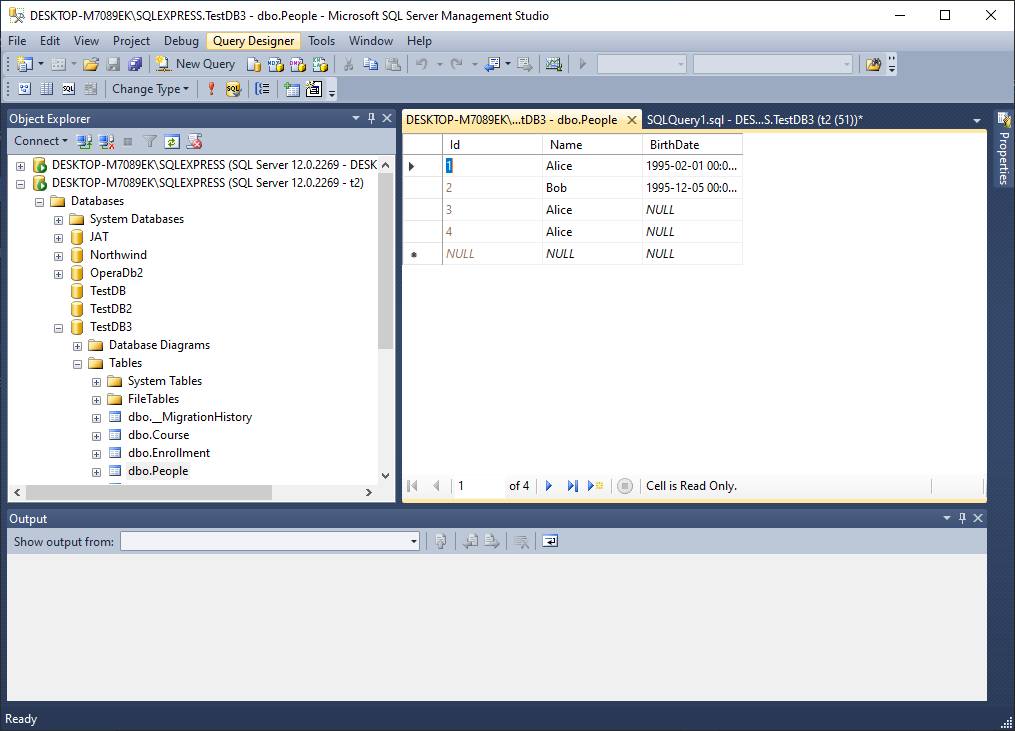 DESKTOP-M7089EK\SQLEXPRESS.TestDB3 - dbo.People - Microsoft SQL Server Management Studio
File Edit View Project Debug Query Designer Tools Window Help
New Query
Change Type
Object Explorer
Connect
DESKTOP-M7089EK\SQLEXPRESS (SQL Server 12.0.2269 - DESK
DESKTOP-M7089EK\SQLEXPRESS (SQL Server 12.0.2269 - t2)
Databases
System Databases
JAT
Northwind
OperaDb2
TestDB
TestDB2
TestDB3
Database Diagrams
Tables
System Tables
FileTables
dbo.__MigrationHistory
dbo.Course
dbo.Enrollment
dbo.People
DESKTOP-M7089EK\...tDB3 - dbo.People SQLQuery1.sql - DES...S.TestDB3 (t2 (51))*
Id Name BirthDate
1 Alice 1995-02-01 00:0...
2 Bob 1995-12-05 00:0...
3 Alice NULL
4 Alice NULL
NULL NULL NULL
1 of 4 Cell is Read Only.
Properties
Output
Show output from:
Ready